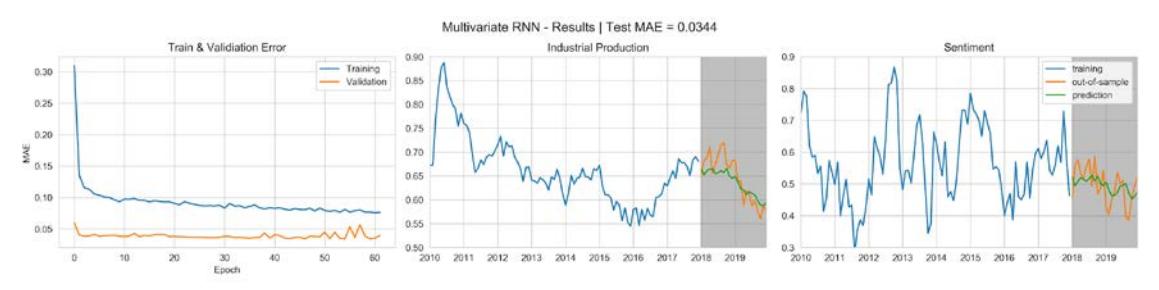 Multivariate RNN - Results | Test MAE = 0.0344
Train & Validiation Error
Training
Validation
0.30
0.25
0.20
0.15
0.10
0.05
MAE
0 10 20 30 40 50 60
Epoch
Industrial Production
0.90
0.85
0.80
0.75
0.70
0.65
0.60
0.55
0.50
2010 2011 2012 2013 2014 2015 2016 2017 2018 2019
Sentiment
training
out-of-sample
prediction
0.9
0.8
0.7
0.6
0.5
0.4
0.3
2010 2011 2012 2013 2014 2015 2016 2017 2018 2019